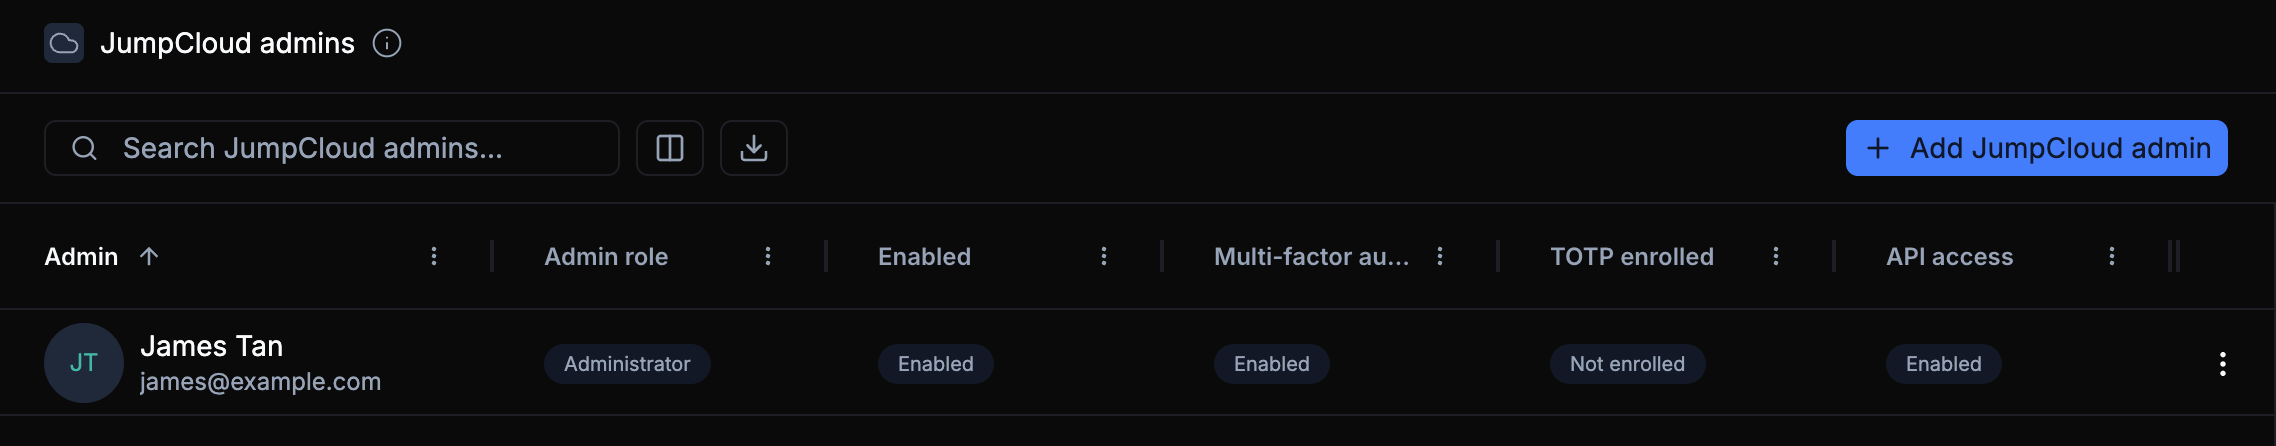 JumpCloud admins
Search JumpCloud admins...
+ Add JumpCloud admin
Admin ↑ Admin role Enabled Multi-factor au... TOTP enrolled API access
JT
James Tan
james@example.com
Administrator Enabled Enabled Not enrolled Enabled